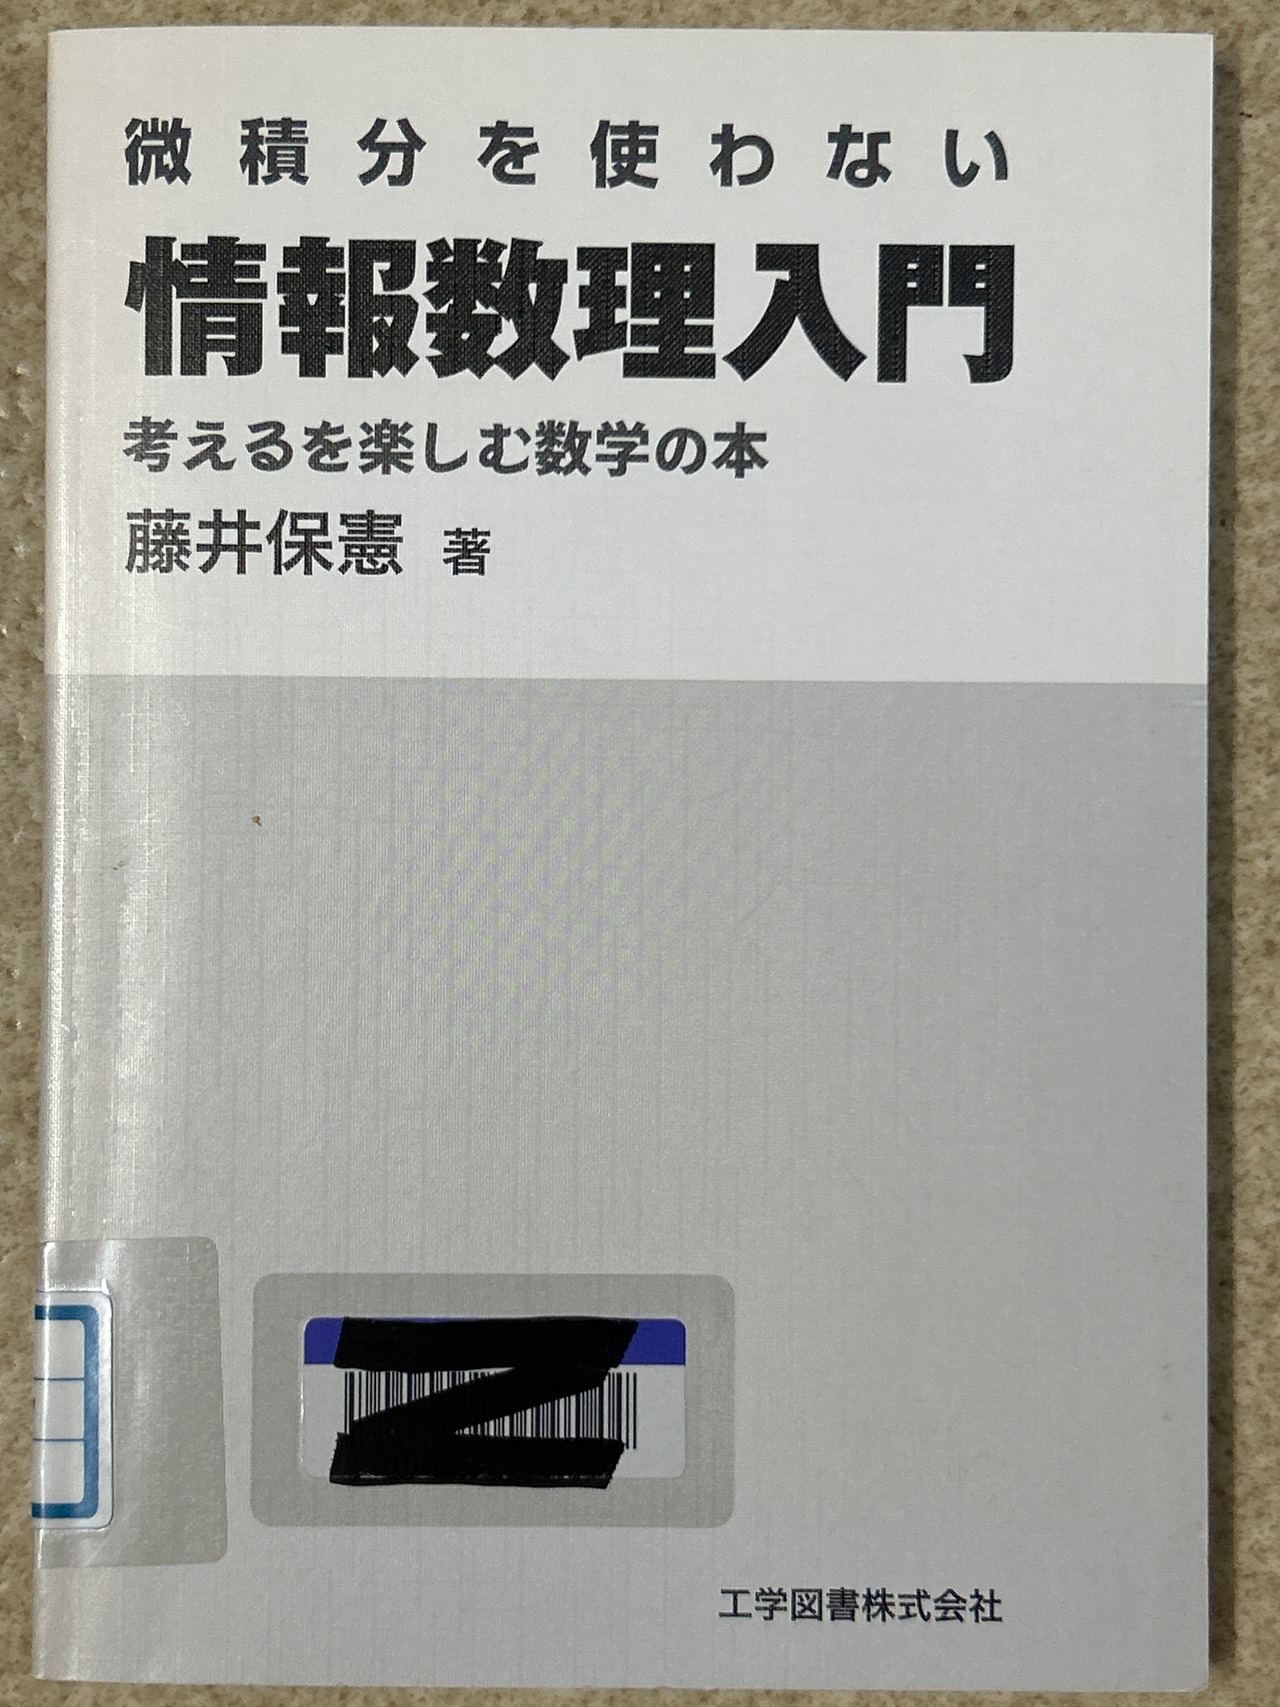 微積分を使わない
情報数理入門
考えるを楽しむ数学の本
藤井保憲 著
工学図書株式会社